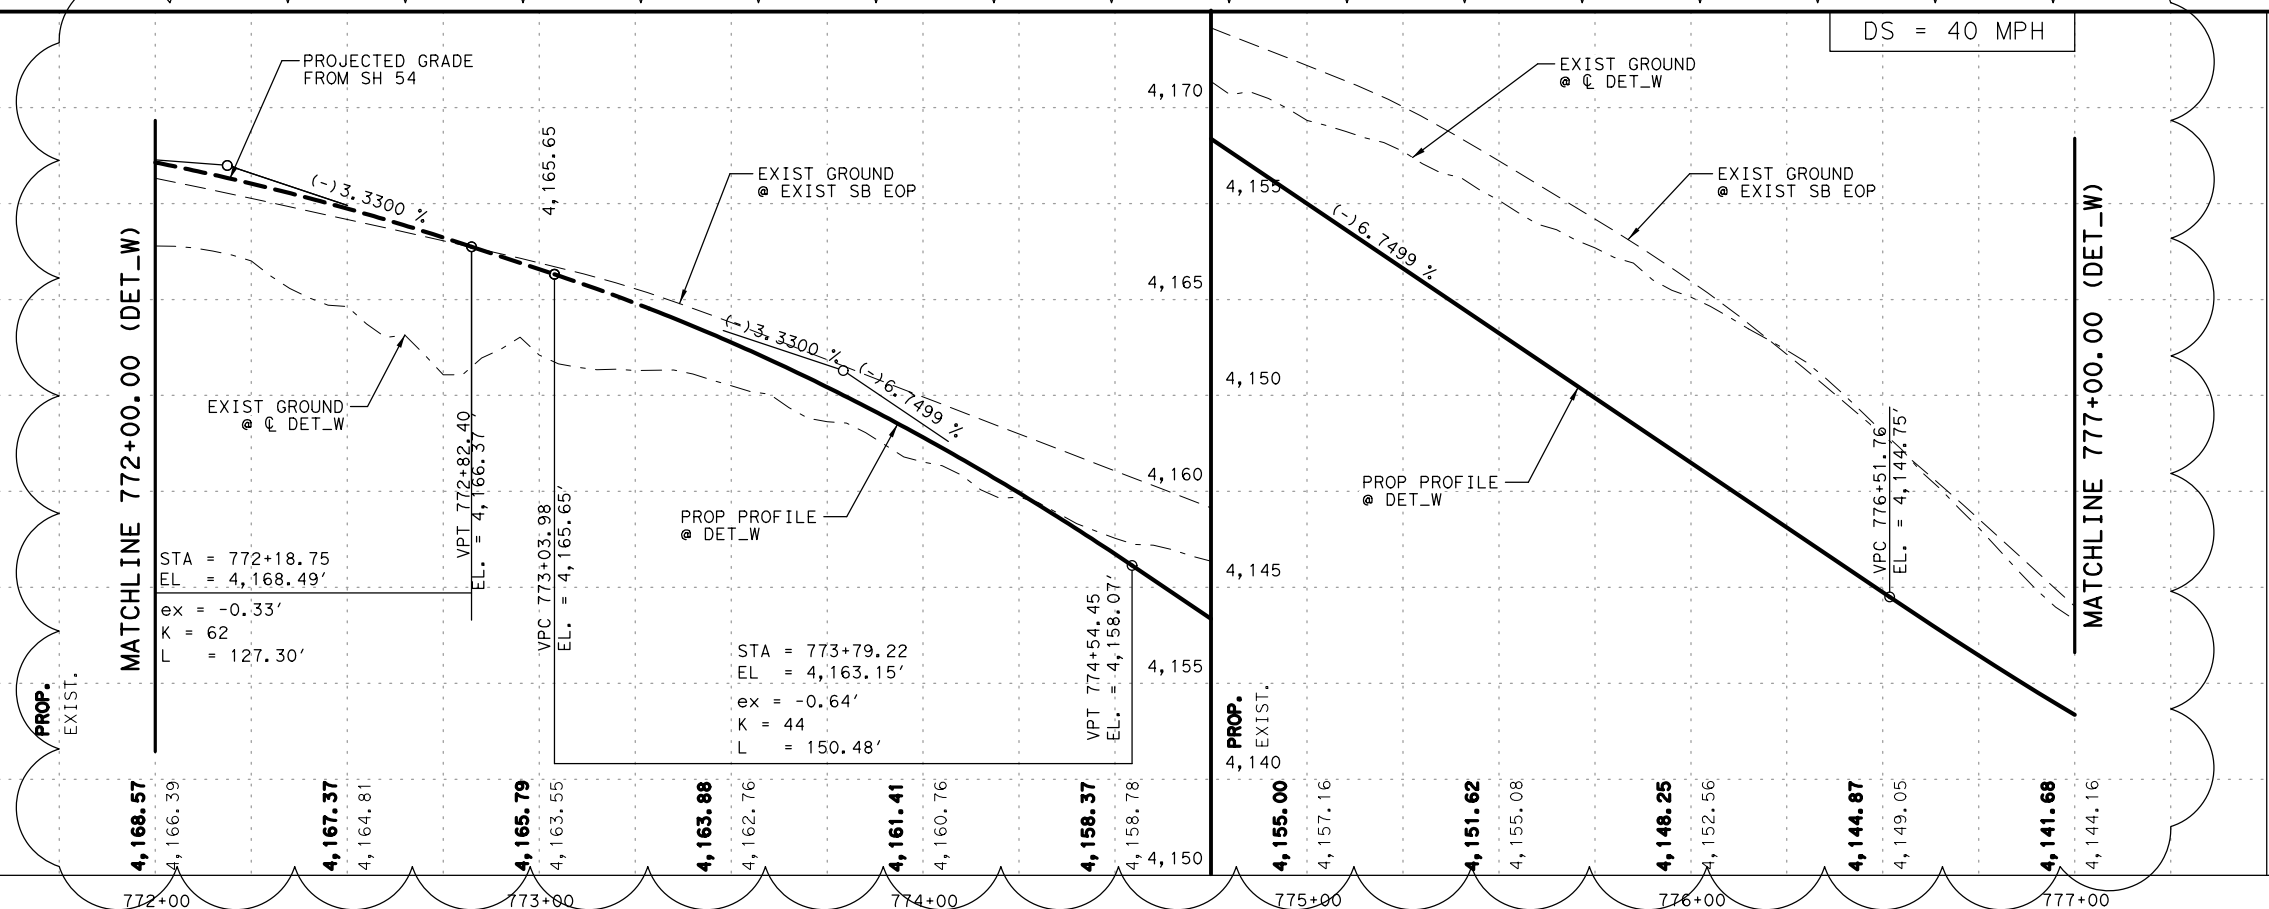 DS = 40 MPH
PROJECTED GRADE
FROM SH 54
EXIST GROUND
@ ℄ DET_W
4,170
4,165.65
(-)3.3300 %
EXIST GROUND
@ EXIST SB EOP
EXIST GROUND
@ EXIST SB EOP
4,155
(-)6.7499 %
MATCHLINE 772+00.00 (DET_W)
MATCHLINE 777+00.00 (DET_W)
4,165
(-)3.3300 %
(-)6.7499 %
4,150
EXIST GROUND
@ ℄ DET_W
VPT 772+82.40
EL. = 4,166.37'
4,160
VPC 773+03.98
EL. = 4,165.65'
PROP PROFILE
@ DET_W
PROP PROFILE
@ DET_W
VPC 776+51.76
EL. = 4,144.75'
STA = 772+18.75
EL = 4,168.49'
ex = -0.33'
K = 62
L = 127.30'
4,145
VPT 774+54.45
EL. = 4,158.07'
STA = 773+79.22
EL = 4,163.15'
ex = -0.64'
K = 44
L = 150.48'
4,155
PROP.
EXIST.
PROP.
EXIST.
4,140
4,168.57
4,166.39
4,167.37
4,164.81
4,165.79
4,163.55
4,163.88
4,162.76
4,161.41
4,160.76
4,158.37
4,158.78
4,150
4,155.00
4,157.16
4,151.62
4,155.08
4,148.25
4,152.56
4,144.87
4,149.05
4,141.68
4,144.16
772+00
773+00
774+00
775+00
776+00
777+00